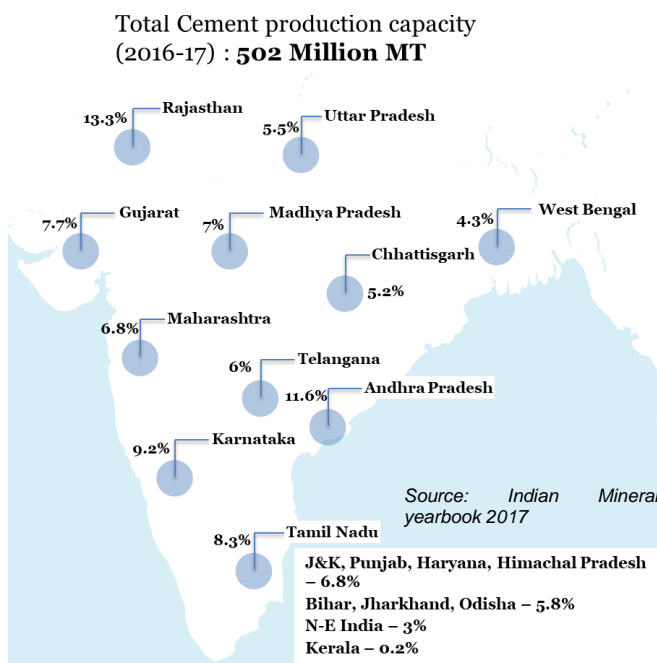 Total Cement production capacity
(2016-17) : 502 Million MT
Rajasthan
13.3%
Uttar Pradesh
5.5%
Gujarat
7.7%
Madhya Pradesh
7%
West Bengal
4.3%
Chhattisgarh
5.2%
Maharashtra
6.8%
Telangana
6%
Andhra Pradesh
11.6%
Karnataka
9.2%
Source: Indian Mineral
yearbook 2017
Tamil Nadu
8.3%
J&K, Punjab, Haryana, Himachal Pradesh
– 6.8%
Bihar, Jharkhand, Odisha – 5.8%
N-E India – 3%
Kerala – 0.2%